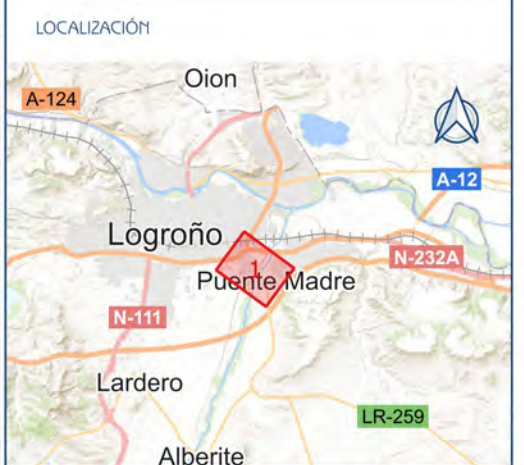 LOCALIZACIÓN
Oion
A-124
A-12
Logroño
N-232A
1
Puente Madre
N-111
Lardero
LR-259
Alberite